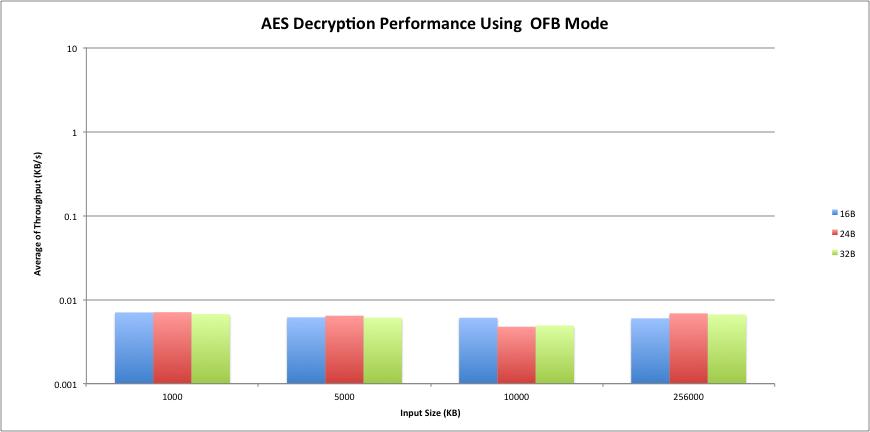 AES Decryption Performance Using OFB Mode
10
1
0.1
0.01
0.001
Average of Throughput (KB/s)
1000
5000
10000
256000
Input Size (KB)
16B
24B
32B